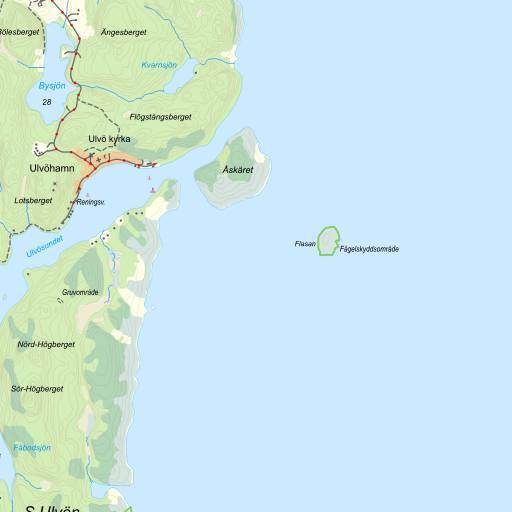 Bölesberget
Ängesberget
Kvarnsjön
Bysjön
28
Flögstångsberget
Ulvö kyrka
Ulvöhamn
Åskäret
Lotsberget
Reningsv.
Ulvösundet
Flasan
Fågelskyddsområde
Gruvområde
Nörd-Högberget
Sör-Högberget
Fäbodsjön
S Ulvön